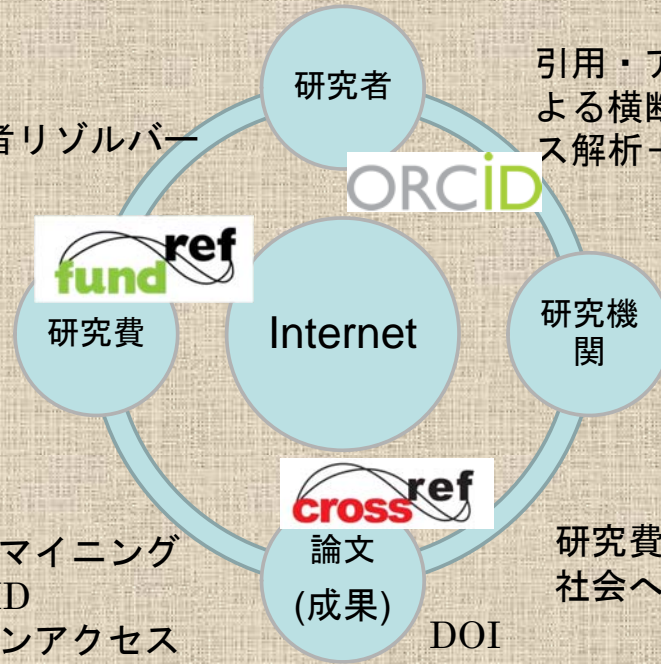 研究者
引用・ア
よる横断
ス解析
者リゾルバー
ORCiD
fundref
研究費
Internet
研究機
関
crossref
論文
(成果)
マイニング
ID
ンアクセス
DOI
研究費
社会へ